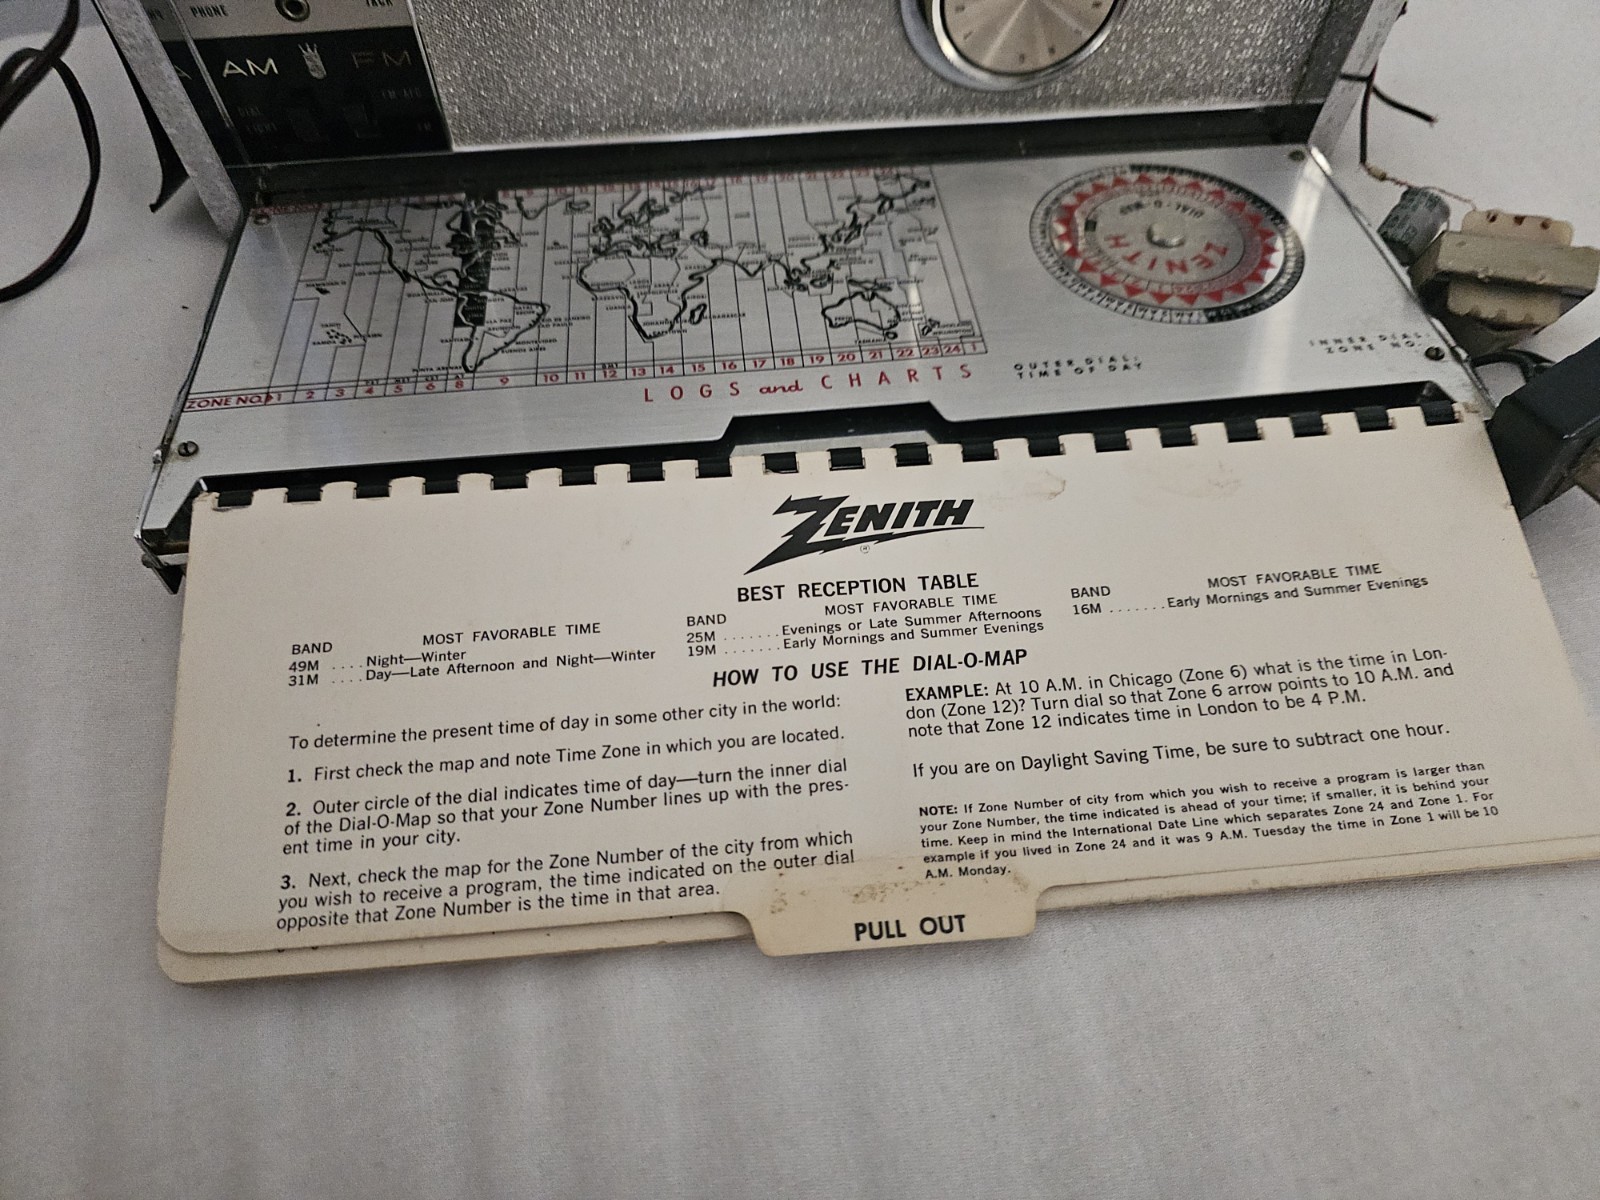 PHONE
JACK
AM FM
FM-AFC
DIAL
LIGHT
DIAL-O-MAP
ZENITH
ZONE NO. 1 2 3 4 5 6 7 8 9 10 11 12 13 14 15 16 17 18 19 20 21 22 23 24 1
LOGS and CHARTS
OUTER DIAL:
TIME OF DAY
INNER DIAL:
ZONE NO.
ZENITH
®
BEST RECEPTION TABLE
BAND MOST FAVORABLE TIME
49M .... Night—Winter
31M .... Day—Late Afternoon and Night—Winter
BAND MOST FAVORABLE TIME
25M ....... Evenings or Late Summer Afternoons
19M ....... Early Mornings and Summer Evenings
BAND MOST FAVORABLE TIME
16M ....... Early Mornings and Summer Evenings
HOW TO USE THE DIAL-O-MAP
To determine the present time of day in some other city in the world:
1. First check the map and note Time Zone in which you are located.
2. Outer circle of the dial indicates time of day—turn the inner dial
of the Dial-O-Map so that your Zone Number lines up with the pres-
ent time in your city.
3. Next, check the map for the Zone Number of the city from which
you wish to receive a program, the time indicated on the outer dial
opposite that Zone Number is the time in that area.
EXAMPLE: At 10 A.M. in Chicago (Zone 6) what is the time in Lon-
don (Zone 12)? Turn dial so that Zone 6 arrow points to 10 A.M. and
note that Zone 12 indicates time in London to be 4 P.M.
If you are on Daylight Saving Time, be sure to subtract one hour.
NOTE: If Zone Number of city from which you wish to receive a program is larger than
your Zone Number, the time indicated is ahead of your time; if smaller, it is behind your
time. Keep in mind the International Date Line which separates Zone 24 and Zone 1. For
example if you lived in Zone 24 and it was 9 A.M. Tuesday the time in Zone 1 will be 10
A.M. Monday.
PULL OUT